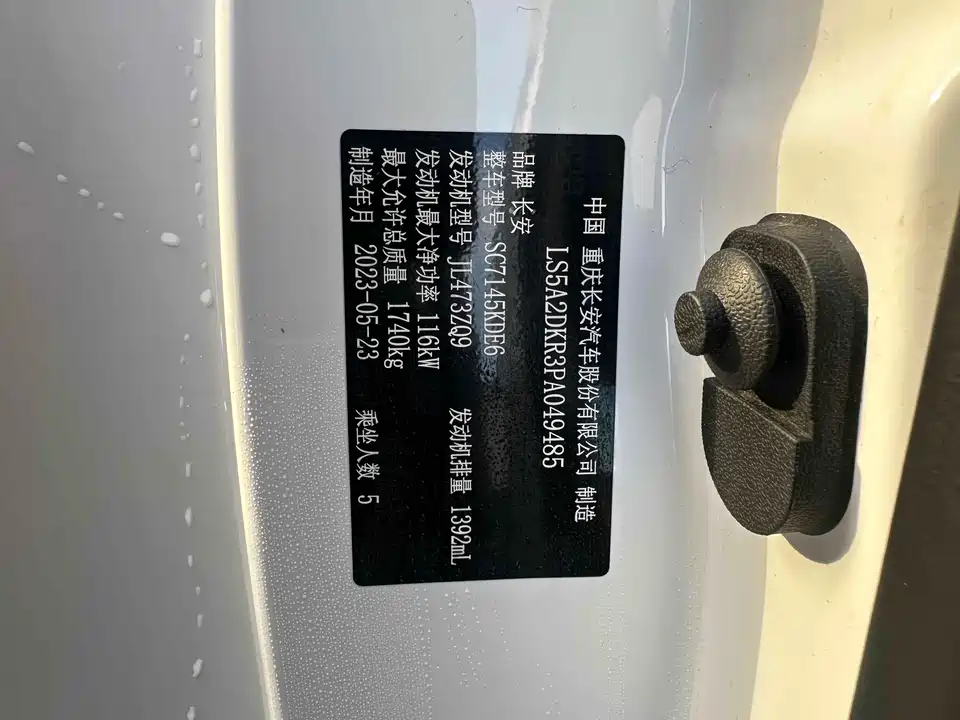 中国 重庆长安汽车股份有限公司 制造
LS5A2DKR3PA049485
品牌 长安
整车型号 SC7145KDE6
发动机型号 JL473ZQ9 发动机排量 1392mL
发动机最大净功率 116kW
最大允许总质量 1740kg
制造年月 2023-05-23 乘坐人数 5